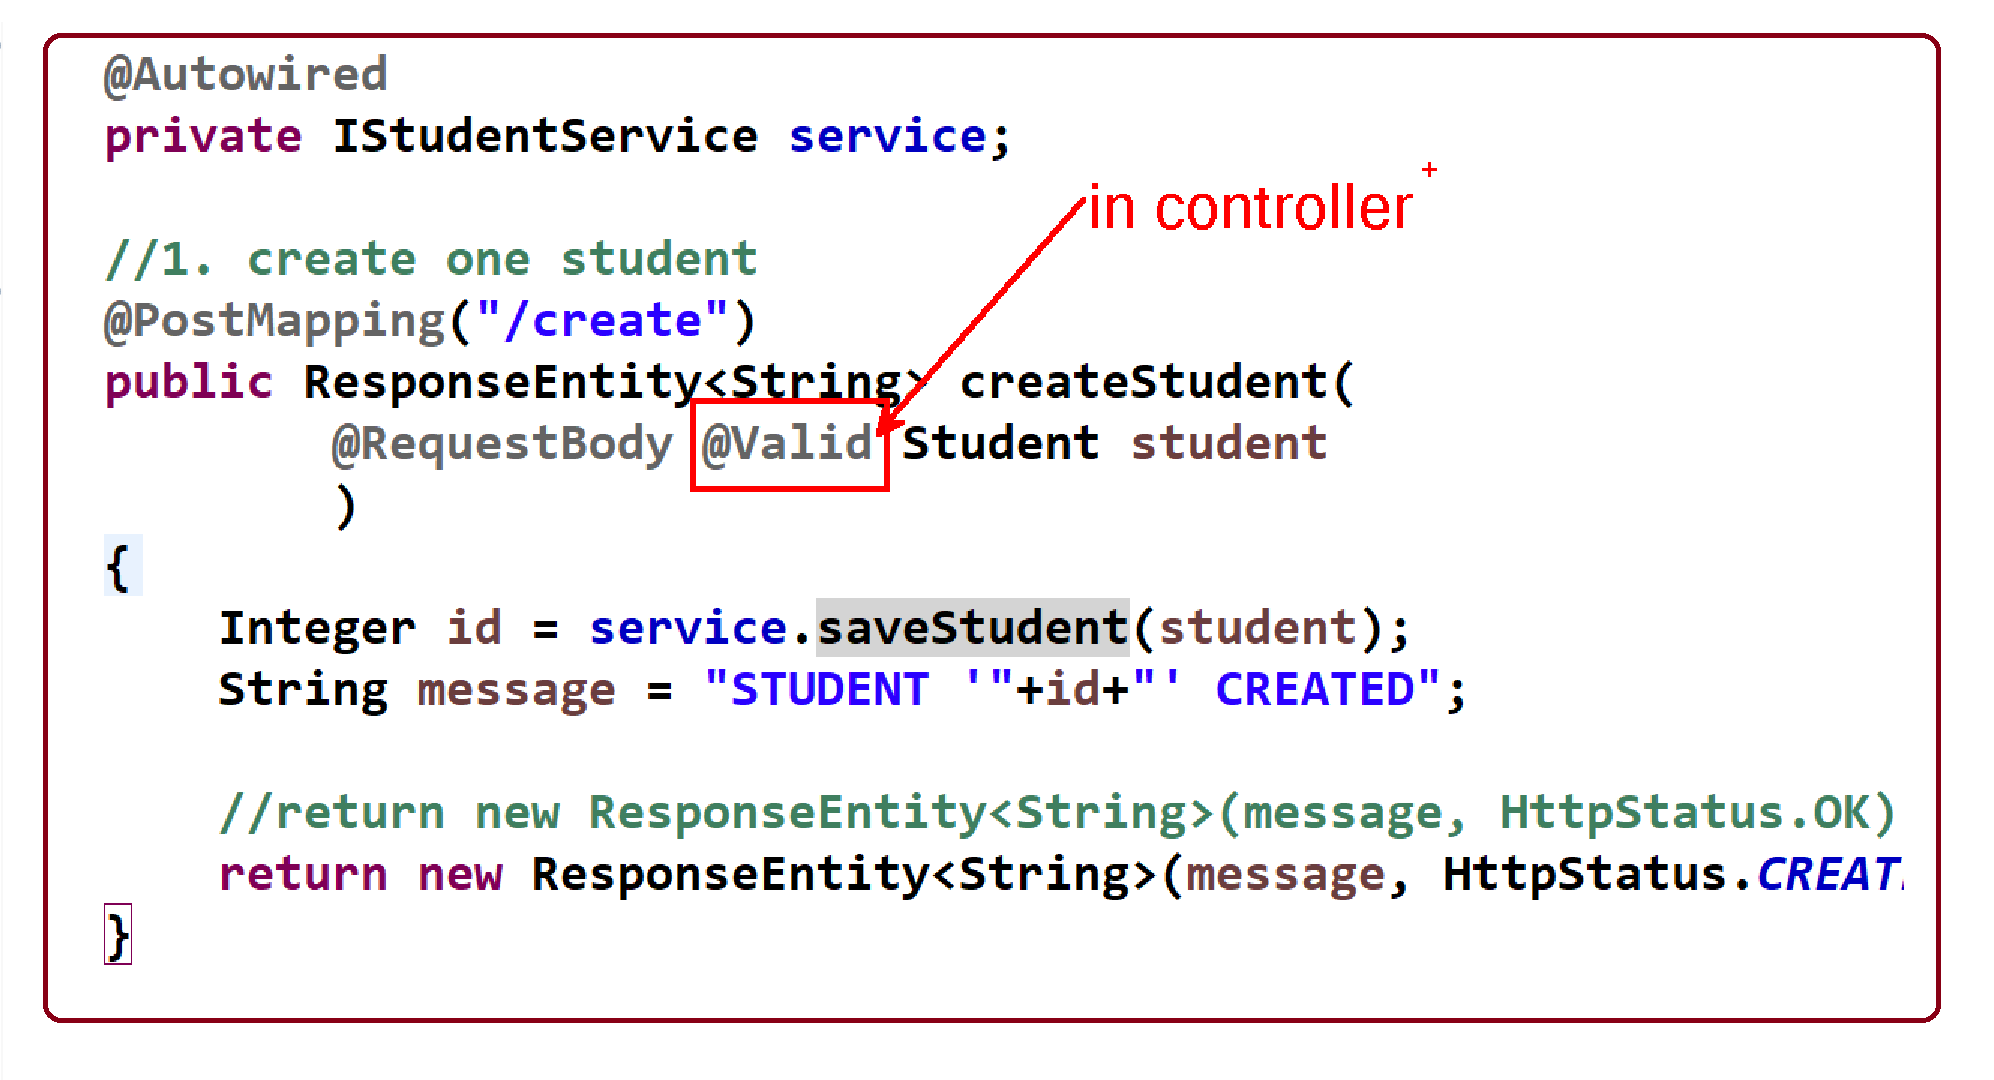 @Autowired
private IStudentService service;
in controller
//1. create one student
@PostMapping("/create")
public ResponseEntity<String> createStudent(
@RequestBody @Valid Student student
)
{
Integer id = service.saveStudent(student);
String message = "STUDENT '"+id+"' CREATED";
//return new ResponseEntity<String>(message, HttpStatus.OK)
return new ResponseEntity<String>(message, HttpStatus.CREAT
}